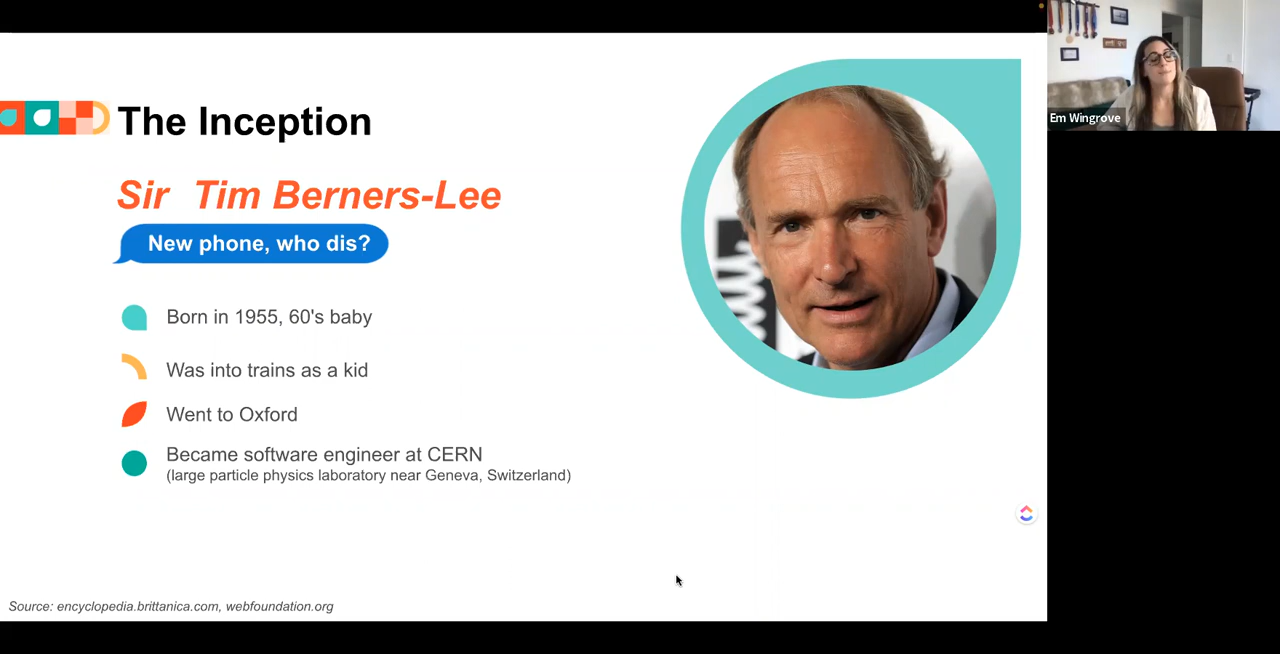 The Inception
Sir Tim Berners-Lee
New phone, who dis?
Born in 1955, 60's baby
Was into trains as a kid
Went to Oxford
Became software engineer at CERN
(large particle physics laboratory near Geneva, Switzerland)
Source: encyclopedia.brittanica.com, webfoundation.org
Em Wingrove